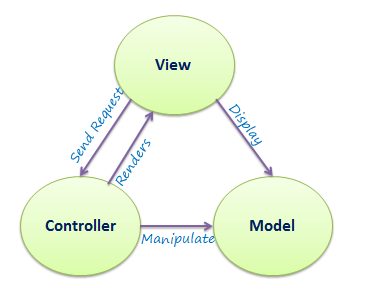 View
Send Request
Renders
Display
Controller
Manipulate
Model